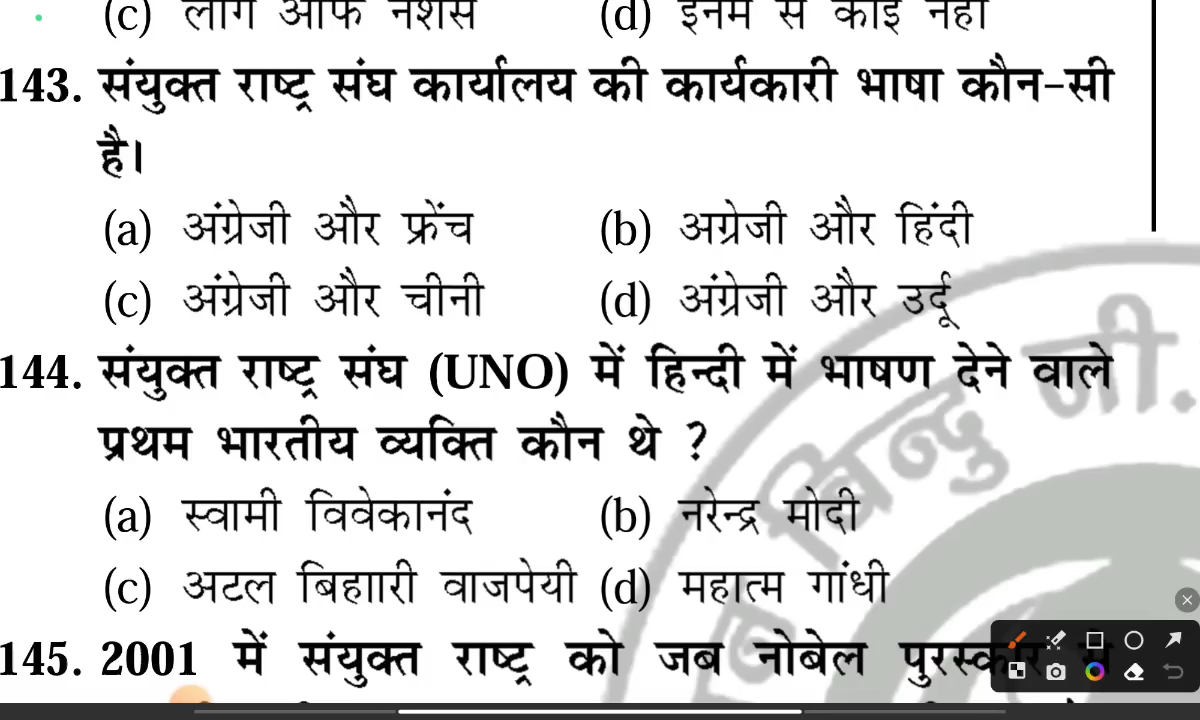 (c) लीग ऑफ नेशंस (d) इनमें से कोई नहीं
143. संयुक्त राष्ट्र संघ कार्यालय की कार्यकारी भाषा कौन-सी
है।
(a) अंग्रेजी और फ्रेंच (b) अग्रेजी और हिंदी
(c) अंग्रेजी और चीनी (d) अंग्रेजी और उर्दू
144. संयुक्त राष्ट्र संघ (UNO) में हिन्दी में भाषण देने वाले
प्रथम भारतीय व्यक्ति कौन थे ?
(a) स्वामी विवेकानंद (b) नरेन्द्र मोदी
(c) अटल बिहाारी वाजपेयी (d) महात्म गांधी
145. 2001 में संयुक्त राष्ट्र को जब नोबेल पुरस्कार से
बिन्दु जी.